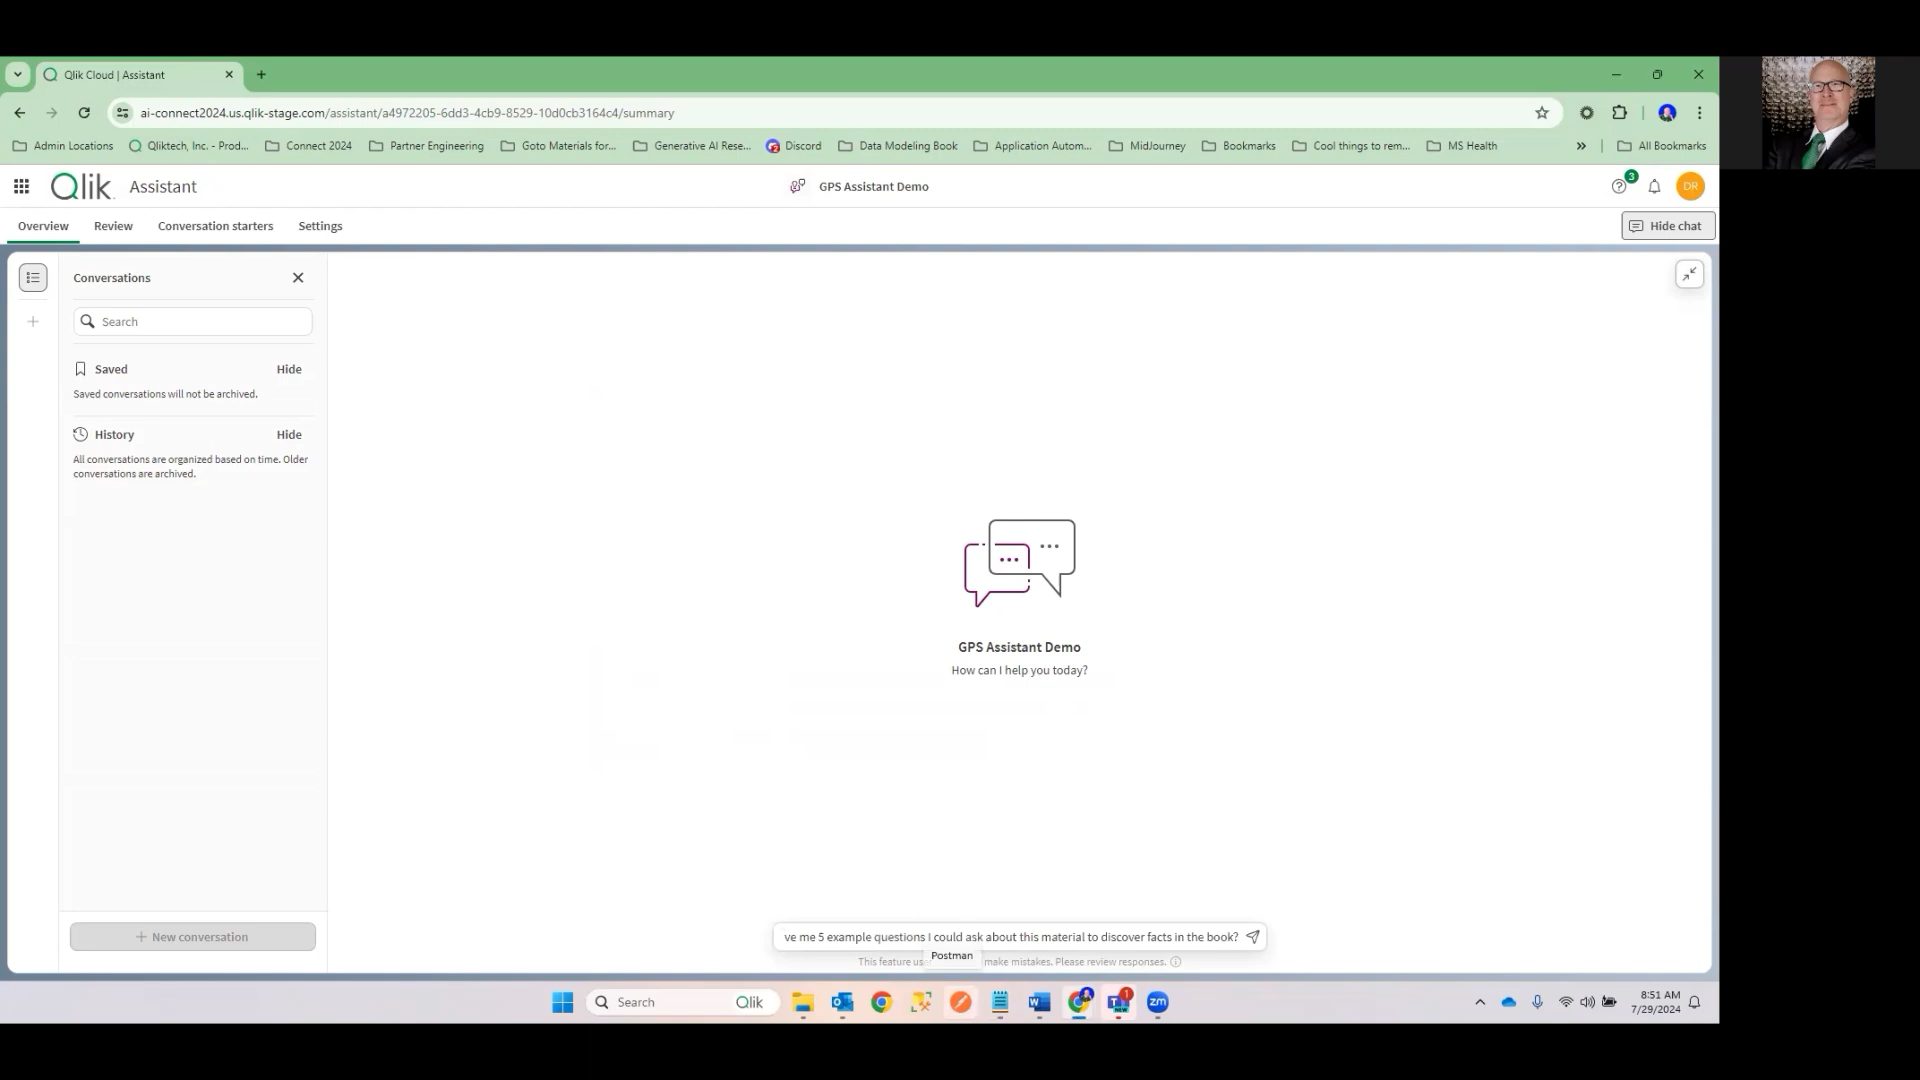 Qlik Cloud | Assistant
ai-connect2024.us.qlik-stage.com/assistant/a4972205-6dd3-4cb9-8529-10d0cb3164c4/summary
Admin Locations
Qliktech, Inc. - Prod...
Connect 2024
Partner Engineering
Goto Materials for...
Generative AI Rese...
Discord
Data Modeling Book
Application Autom...
MidJourney
Bookmarks
Cool things to rem...
MS Health
All Bookmarks
Qlik
Assistant
GPS Assistant Demo
3
DR
Overview
Review
Conversation starters
Settings
Hide chat
Conversations
Search
Saved
Hide
Saved conversations will not be archived.
History
Hide
All conversations are organized based on time. Older
conversations are archived.
GPS Assistant Demo
How can I help you today?
New conversation
ve me 5 example questions I could ask about this material to discover facts in the book?
Postman
This feature us
make mistakes. Please review responses.
Search
Qlik
NEW
1
zm
8:51 AM
7/29/2024